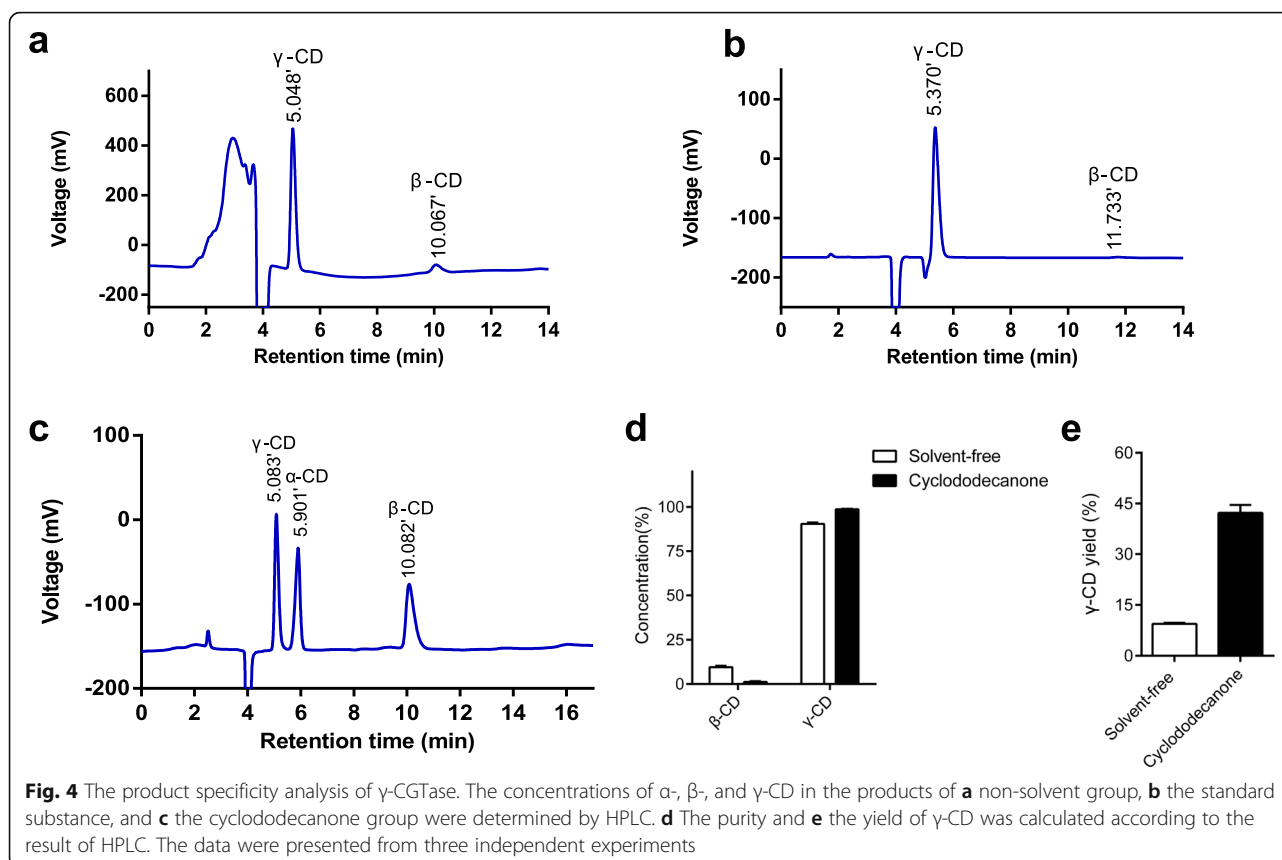 a
γ-CD
5.048'
β-CD
10.067'
Voltage (mV)
600
400
200
0
-200
0 2 4 6 8 10 12 14
Retention time (min)
b
γ-CD
5.370'
β-CD
11.733'
Voltage (mV)
100
0
-100
-200
0 2 4 6 8 10 12 14
Retention time (min)
c
γ-CD
5.083'
α-CD
5.901'
β-CD
10.082'
Voltage (mV)
100
0
-100
-200
0 2 4 6 8 10 12 14 16
Retention time (min)
d
Solvent-free
Cyclododecanone
Concentration(%)
100
75
50
25
0
β-CD
γ-CD
e
γ-CD yield (%)
60
45
30
15
0
Solvent-free
Cyclododecanone
Fig. 4 The product specificity analysis of γ-CGTase. The concentrations of α-, β-, and γ-CD in the products of a non-solvent group, b the standard
substance, and c the cyclododecanone group were determined by HPLC. d The purity and e the yield of γ-CD was calculated according to the
result of HPLC. The data were presented from three independent experiments